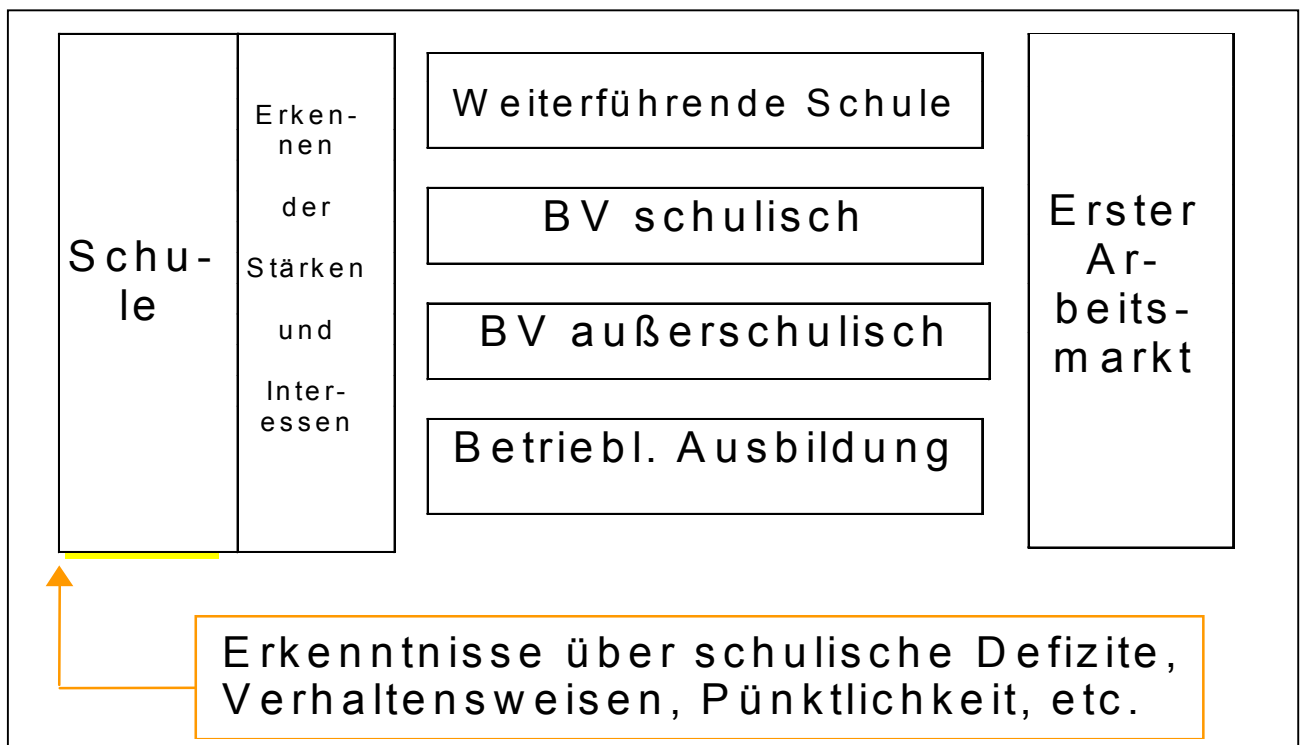 Schu-
le
Erken-
nen
der
Stärken
und
Inter-
essen
Weiterführende Schule
BV schulisch
BV außerschulisch
Betriebl. Ausbildung
Erster
Ar-
beits-
markt
Erkenntnisse über schulische Defizite,
Verhaltensweisen, Pünktlichkeit, etc.